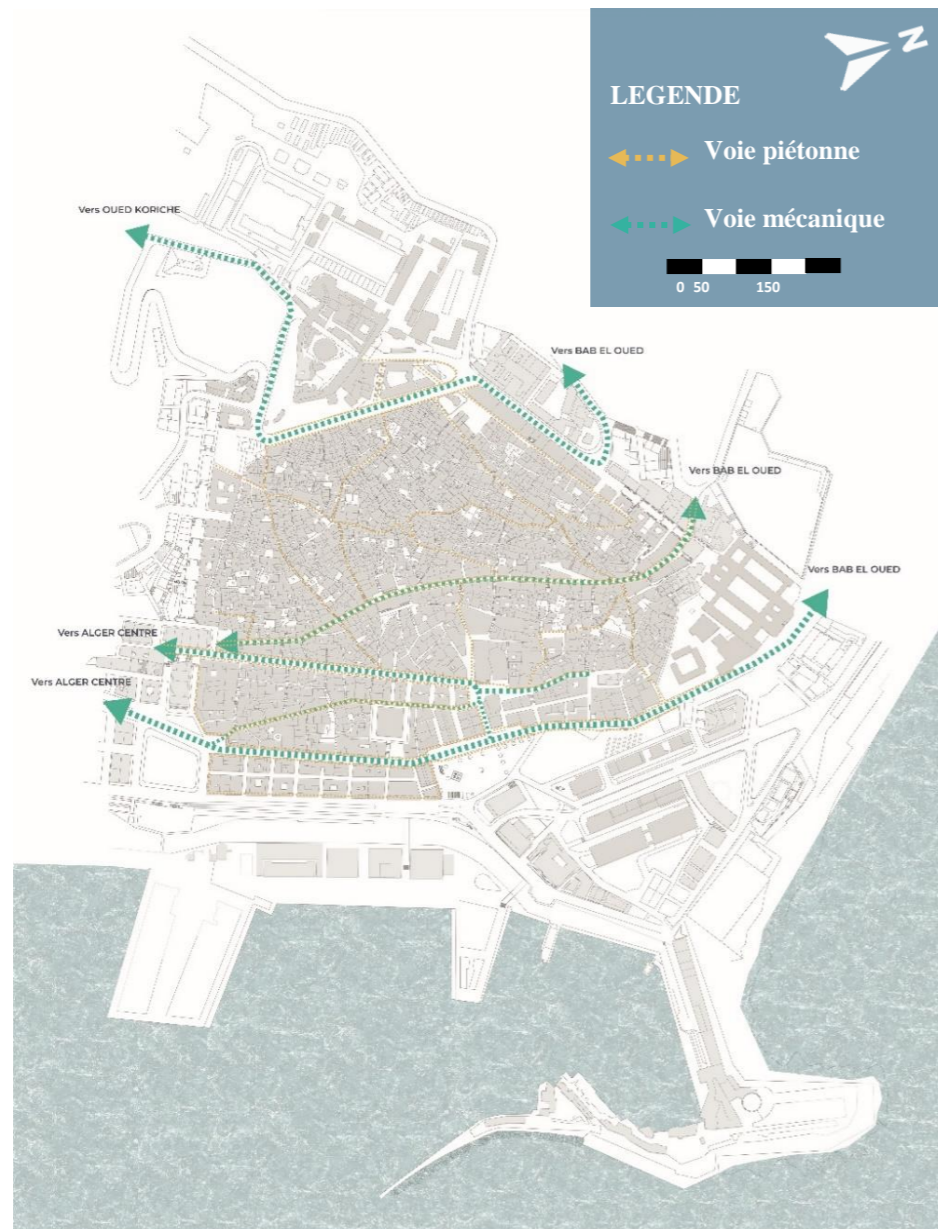 N
LEGENDE
Voie piétonne
Voie mécanique
0 50 150
Vers OUED KORICHE
Vers BAB EL OUED
Vers BAB EL OUED
Vers BAB EL OUED
Vers ALGER CENTRE
Vers ALGER CENTRE